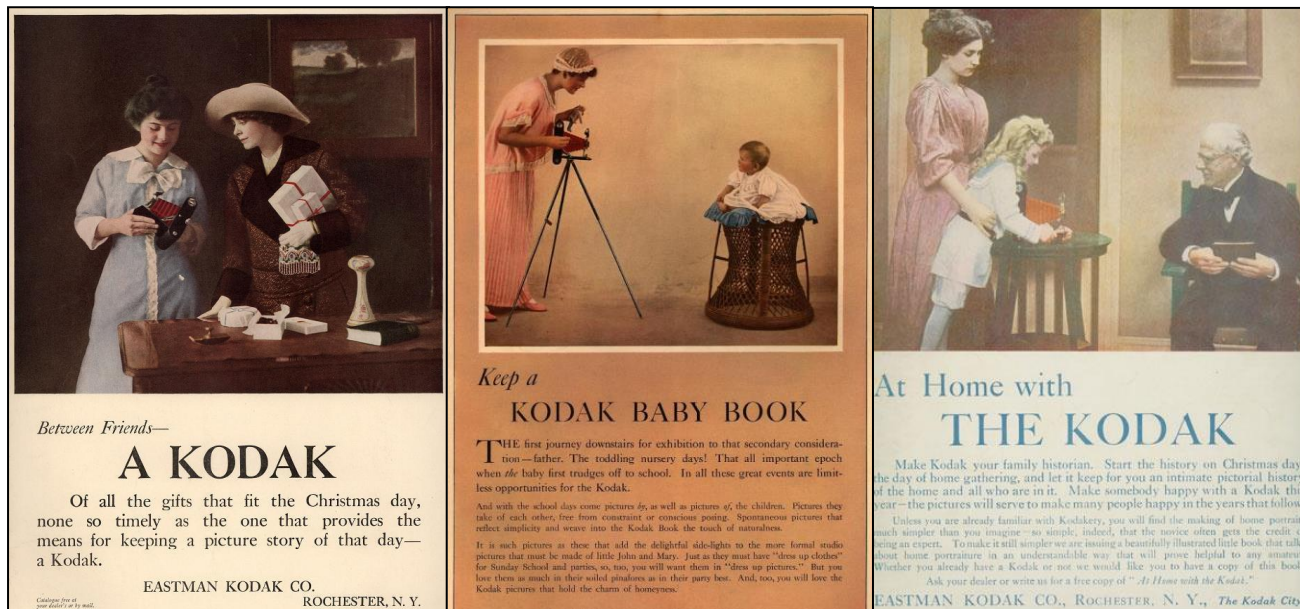 Between Friends—
A KODAK
Of all the gifts that fit the Christmas day,
none so timely as the one that provides the
means for keeping a picture story of that day—
a Kodak.
EASTMAN KODAK CO.
ROCHESTER, N. Y.
Catalogue free at
your dealer's or by mail.
Keep a
KODAK BABY BOOK
THE first journey downstairs for exhibition to that secondary considera-
tion—father. The toddling nursery days! That all important epoch
when the baby first trudges off to school. In all these great events are limit-
less opportunities for the Kodak.
And with the school days come pictures by, as well as pictures of, the children. Pictures they
take of each other, free from constraint or conscious posing. Spontaneous pictures that
reflect simplicity and weave into the Kodak Book the touch of naturalness.
It is such pictures as these that add the delightful side-lights to the more formal studio
pictures that must be made of little John and Mary. Just as they must have "dress up clothes"
for Sunday School and parties, so, too, you will want them in "dress up pictures." But you
love them as much in their soiled pinafores as in their party best. And, too, you will love the
Kodak pictures that hold the charm of homeyness.
At Home with
THE KODAK
Make Kodak your family historian. Start the history on Christmas day,
the day of home gathering, and let it keep for you an intimate pictorial history
of the home and all who are in it. Make somebody happy with a Kodak thi
year—the pictures will serve to make many people happy in the years that follow
Unless you are already familiar with Kodakery, you will find the making of home portrait
much simpler than you imagine—so simple, indeed, that the novice often gets the credit o
being an expert. To make it still simpler we are issuing a beautifully illustrated little book that talk
about home portraiture in an understandable way that will prove helpful to any amateur
Whether you already have a Kodak or not we would like you to have a copy of this book
Ask your dealer or write us for a free copy of "At Home with the Kodak."
EASTMAN KODAK CO., ROCHESTER, N. Y., The Kodak City